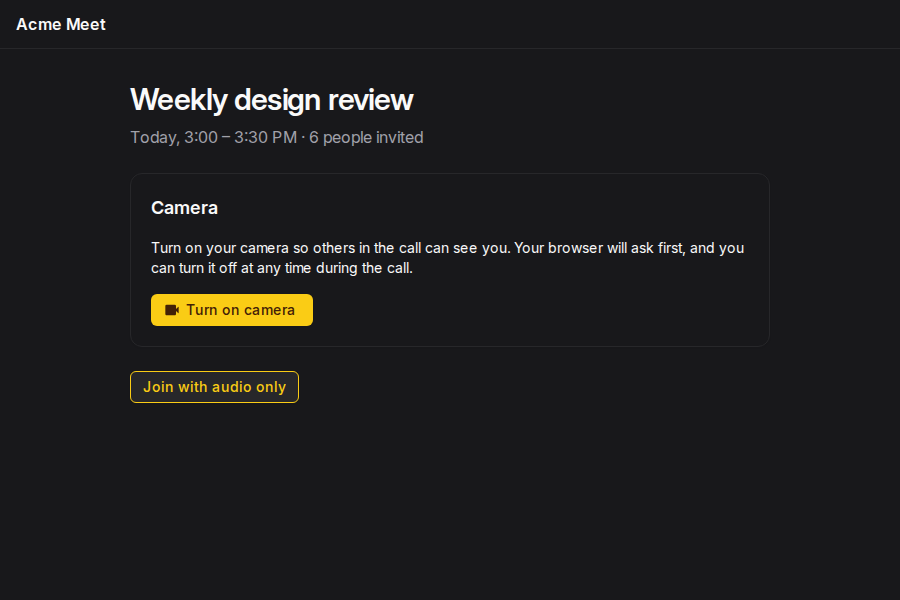 Acme Meet
Weekly design review
Today, 3:00 – 3:30 PM · 6 people invited
Camera
Turn on your camera so others in the call can see you. Your browser will ask first, and you
can turn it off at any time during the call.
Turn on camera
Join with audio only